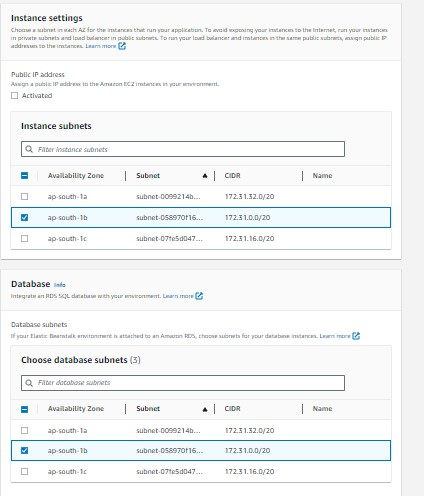 Instance settings
Choose a subnet in each AZ for the instances that run your application. To avoid exposing your instances to the Internet, run your instances
in private subnets and load balancer in public subnets. To run your load balancer and instances in the same public subnets, assign public IP
addresses to the instances. Learn more
Public IP address
Assign a public IP address to the Amazon EC2 instances in your environment.
Activated
Instance subnets
Filter instance subnets
Availability Zone Subnet CIDR Name
ap-south-1a subnet-0099214b... 172.31.32.0/20
ap-south-1b subnet-058970f16... 172.31.0.0/20
ap-south-1c subnet-07fe5d047... 172.31.16.0/20
Database Info
Integrate an RDS SQL database with your environment. Learn more
Database subnets
If your Elastic Beanstalk environment is attached to an Amazon RDS, choose subnets for your database instances. Learn more
Choose database subnets (3)
Filter database subnets
Availability Zone Subnet CIDR Name
ap-south-1a subnet-0099214b... 172.31.32.0/20
ap-south-1b subnet-058970f16... 172.31.0.0/20
ap-south-1c subnet-07fe5d047... 172.31.16.0/20